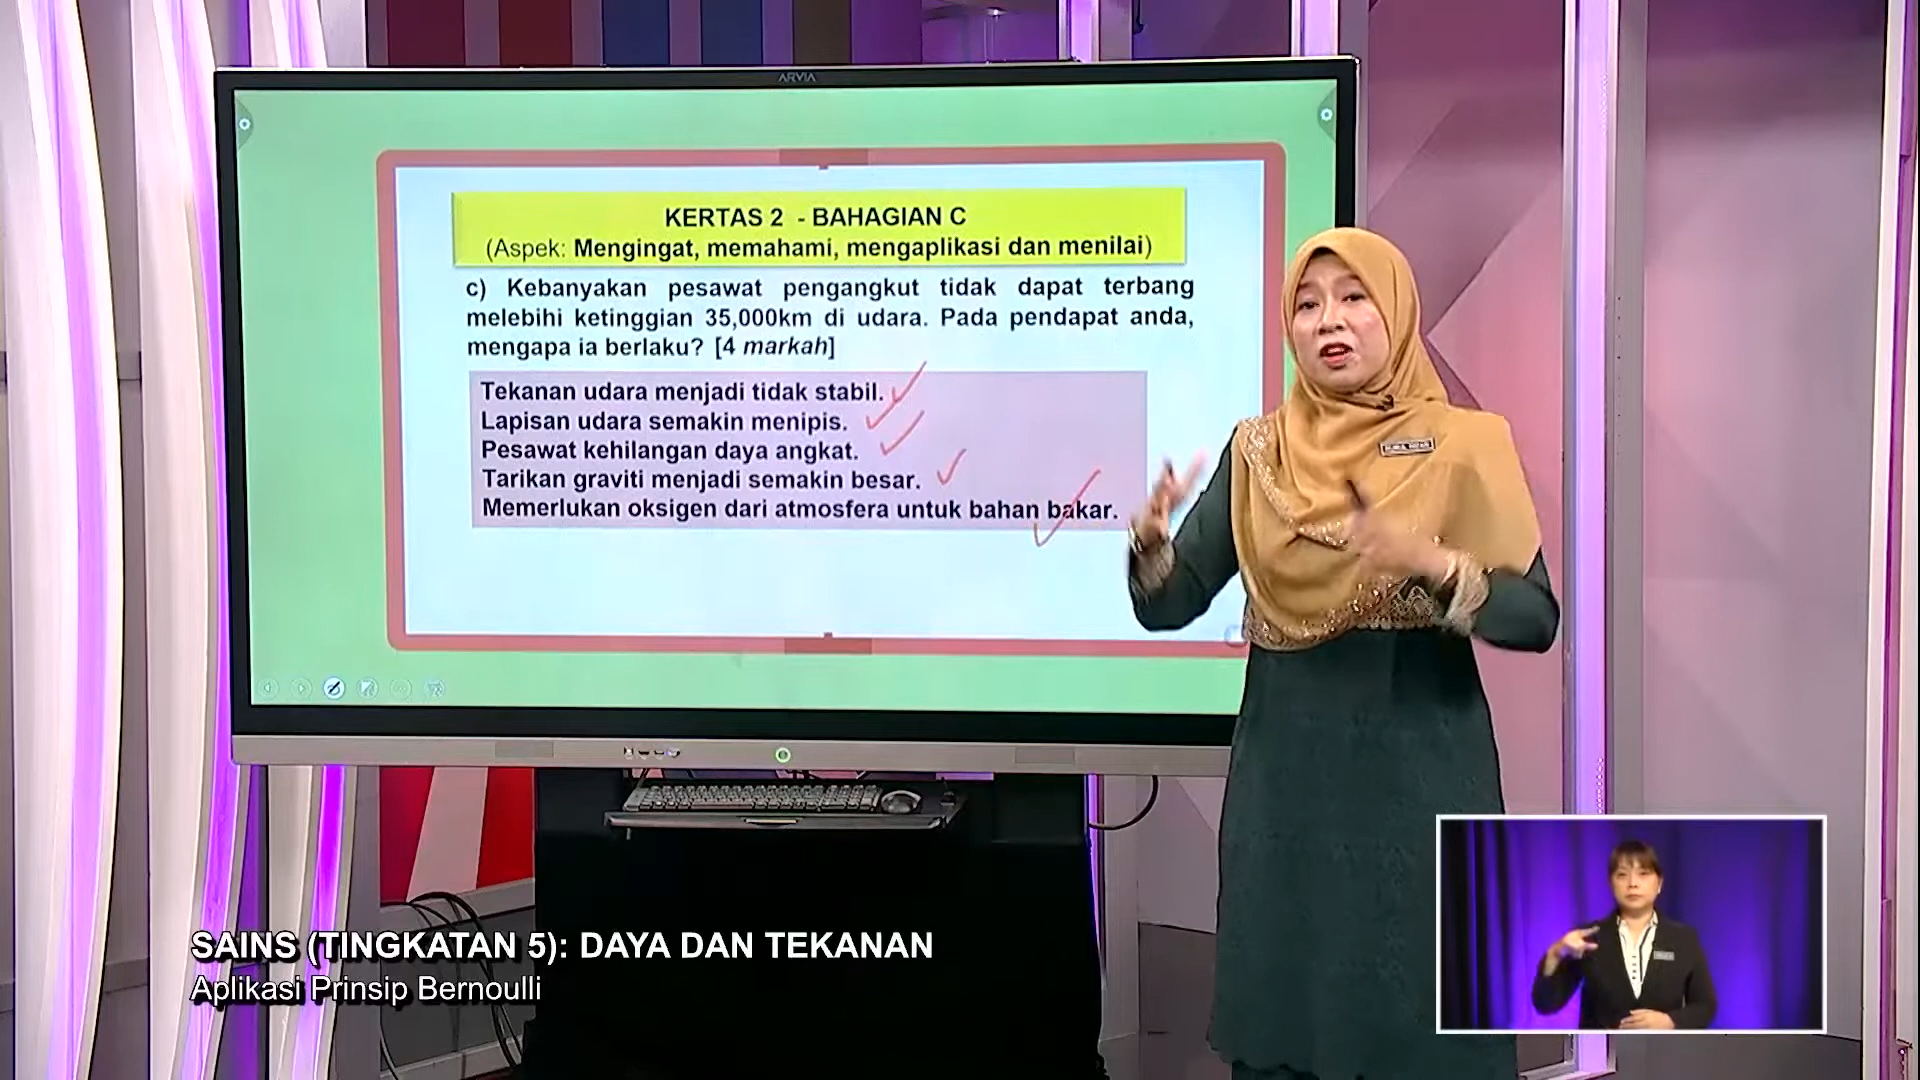 ARVIA
KERTAS 2 - BAHAGIAN C
(Aspek: Mengingat, memahami, mengaplikasi dan menilai)
c) Kebanyakan pesawat pengangkut tidak dapat terbang
melebihi ketinggian 35,000km di udara. Pada pendapat anda,
mengapa ia berlaku? [4 markah]
Tekanan udara menjadi tidak stabil.
Lapisan udara semakin menipis.
Pesawat kehilangan daya angkat.
Tarikan graviti menjadi semakin besar.
Memerlukan oksigen dari atmosfera untuk bahan bakar.
SAINS (TINGKATAN 5): DAYA DAN TEKANAN
Aplikasi Prinsip Bernoulli